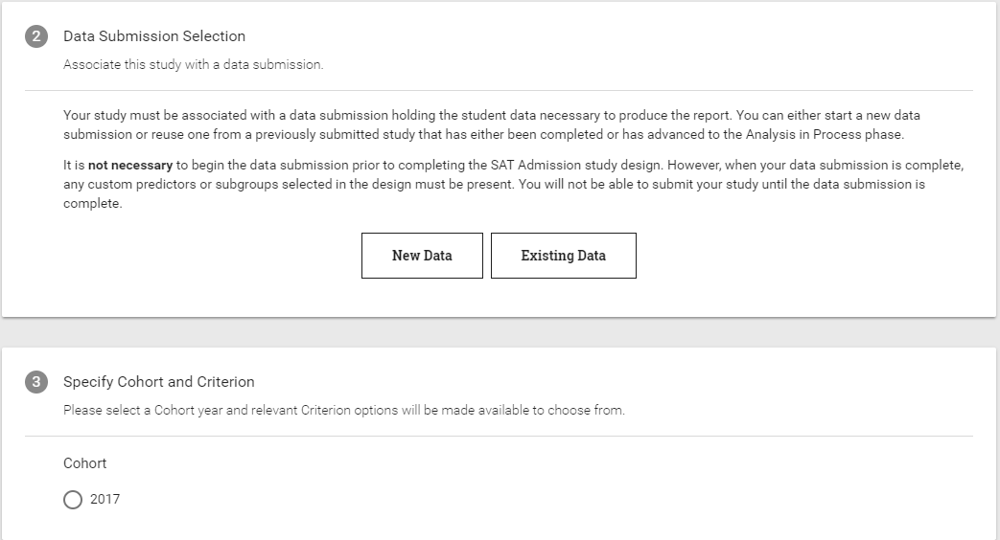 2 Data Submission Selection
Associate this study with a data submission.
Your study must be associated with a data submission holding the student data necessary to produce the report. You can either start a new data
submission or reuse one from a previously submitted study that has either been completed or has advanced to the Analysis in Process phase.
It is not necessary to begin the data submission prior to completing the SAT Admission study design. However, when your data submission is complete,
any custom predictors or subgroups selected in the design must be present. You will not be able to submit your study until the data submission is
complete.
New Data Existing Data
3 Specify Cohort and Criterion
Please select a Cohort year and relevant Criterion options will be made available to choose from.
Cohort
2017